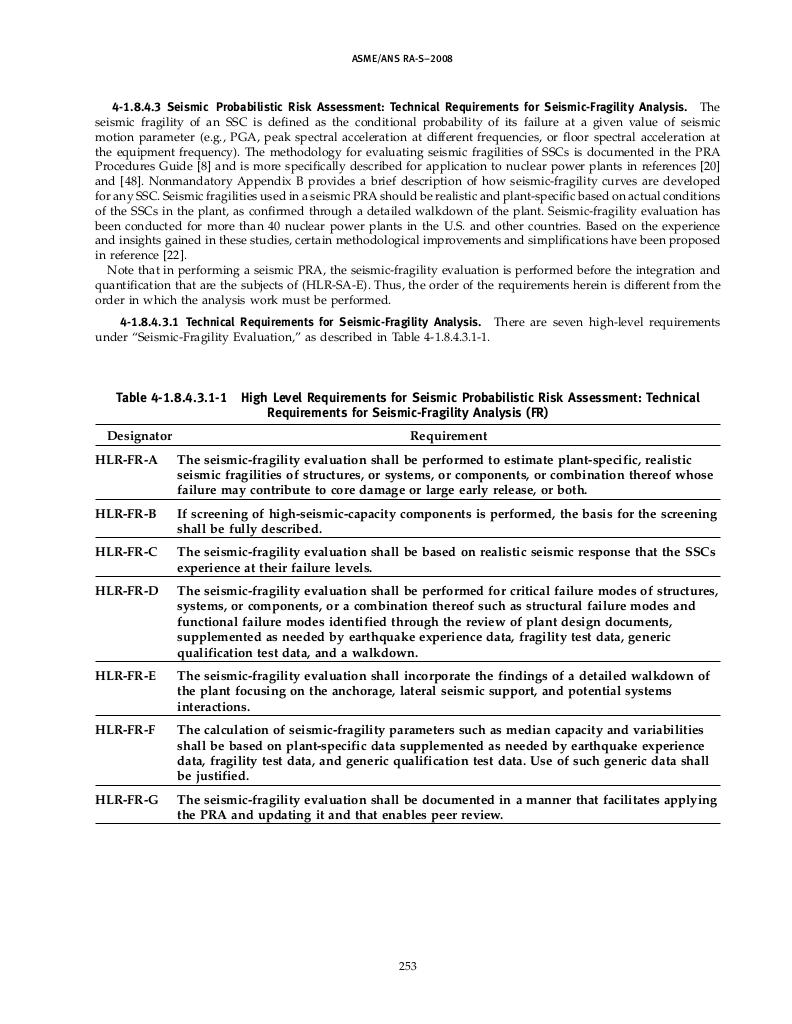 ASME/ANS RA-S–2008
4-1.8.4.3 Seismic Probabilistic Risk Assessment: Technical Requirements for Seismic-Fragility Analysis. The
seismic fragility of an SSC is defined as the conditional probability of its failure at a given value of seismic
motion parameter (e.g., PGA, peak spectral acceleration at different frequencies, or floor spectral acceleration at
the equipment frequency). The methodology for evaluating seismic fragilities of SSCs is documented in the PRA
Procedures Guide [8] and is more specifically described for application to nuclear power plants in references [20]
and [48]. Nonmandatory Appendix B provides a brief description of how seismic-fragility curves are developed
for any SSC. Seismic fragilities used in a seismic PRA should be realistic and plant-specific based on actual conditions
of the SSCs in the plant, as confirmed through a detailed walkdown of the plant. Seismic-fragility evaluation has
been conducted for more than 40 nuclear power plants in the U.S. and other countries. Based on the experience
and insights gained in these studies, certain methodological improvements and simplifications have been proposed
in reference [22].
Note that in performing a seismic PRA, the seismic-fragility evaluation is performed before the integration and
quantification that are the subjects of (HLR-SA-E). Thus, the order of the requirements herein is different from the
order in which the analysis work must be performed.
4-1.8.4.3.1 Technical Requirements for Seismic-Fragility Analysis. There are seven high-level requirements
under “Seismic-Fragility Evaluation,” as described in Table 4-1.8.4.3.1-1.
Table 4-1.8.4.3.1-1 High Level Requirements for Seismic Probabilistic Risk Assessment: Technical
Requirements for Seismic-Fragility Analysis (FR)
Designator Requirement
HLR-FR-A The seismic-fragility evaluation shall be performed to estimate plant-specific, realistic
seismic fragilities of structures, or systems, or components, or combination thereof whose
failure may contribute to core damage or large early release, or both.
HLR-FR-B If screening of high-seismic-capacity components is performed, the basis for the screening
shall be fully described.
HLR-FR-C The seismic-fragility evaluation shall be based on realistic seismic response that the SSCs
experience at their failure levels.
HLR-FR-D The seismic-fragility evaluation shall be performed for critical failure modes of structures,
systems, or components, or a combination thereof such as structural failure modes and
functional failure modes identified through the review of plant design documents,
supplemented as needed by earthquake experience data, fragility test data, generic
qualification test data, and a walkdown.
HLR-FR-E The seismic-fragility evaluation shall incorporate the findings of a detailed walkdown of
the plant focusing on the anchorage, lateral seismic support, and potential systems
interactions.
HLR-FR-F The calculation of seismic-fragility parameters such as median capacity and variabilities
shall be based on plant-specific data supplemented as needed by earthquake experience
data, fragility test data, and generic qualification test data. Use of such generic data shall
be justified.
HLR-FR-G The seismic-fragility evaluation shall be documented in a manner that facilitates applying
the PRA and updating it and that enables peer review.
253